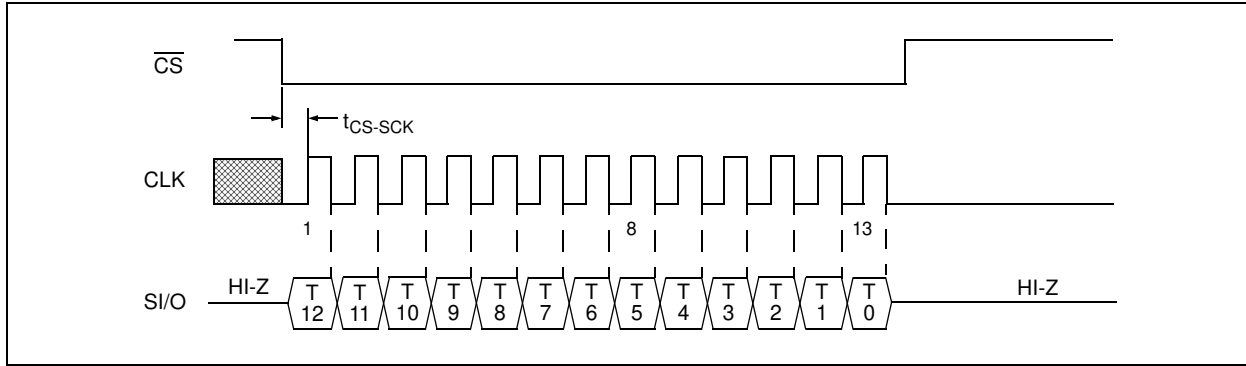 CS
tCS-SCK
CLK
1 8 13
SI/O HI-Z T 12 T 11 T 10 T 9 T 8 T 7 T 6 T 5 T 4 T 3 T 2 T 1 T 0 HI-Z